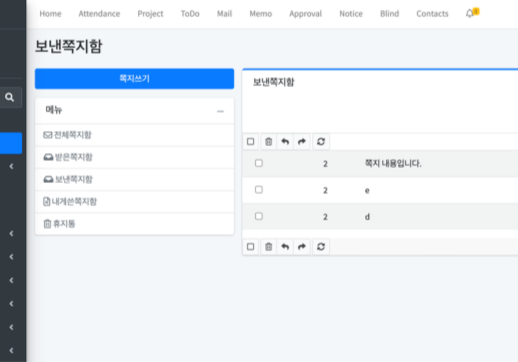 Home Attendance Project ToDo Mail Memo Approval Notice Blind Contacts
보낸쪽지함
쪽지쓰기
메뉴
전체쪽지함
받은쪽지함
보낸쪽지함
내게쓴쪽지함
휴지통
보낸쪽지함
2 쪽지 내용입니다.
2 e
2 d